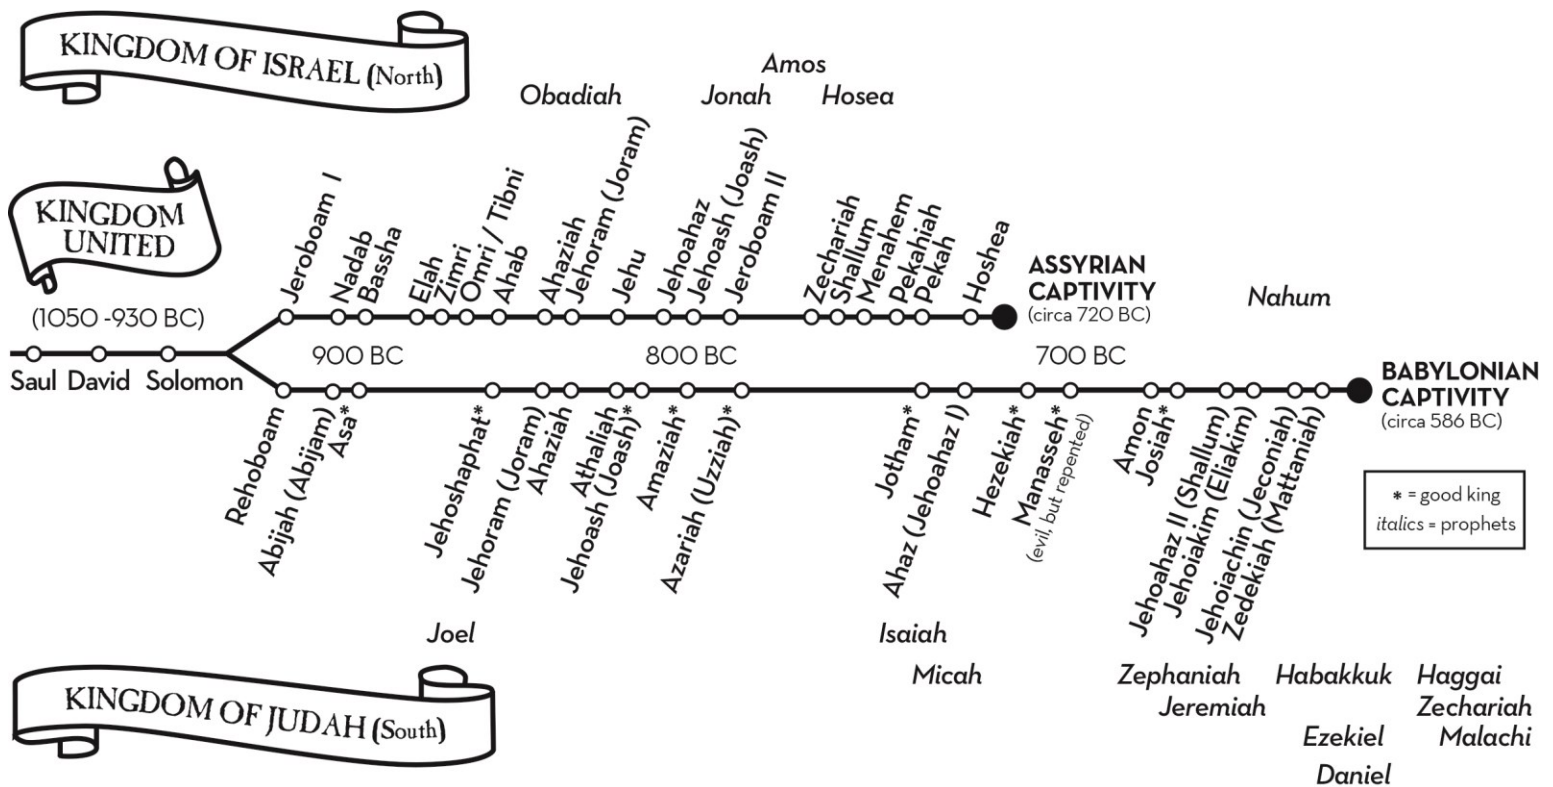 KINGDOM OF ISRAEL (North)
Amos
Obadiah
Jonah
Hosea
KINGDOM
UNITED
(1050 -930 BC)
Jeroboam I
Nadab
Bassha
Elah
Zimri
Omri / Tibni
Ahab
Ahaziah
Jehoram (Joram)
Jehu
Jehoahaz
Jehoash (Joash)
Jeroboam II
Zechariah
Shallum
Menahem
Pekahiah
Pekah
Hoshea
ASSYRIAN
CAPTIVITY
(circa 720 BC)
Nahum
900 BC
800 BC
700 BC
Saul
David
Solomon
BABYLONIAN
CAPTIVITY
(circa 586 BC)
Rehoboam
Abijah (Abijam)
Asa*
Jehoshaphat*
Jehoram (Joram)
Ahaziah
Athaliah
Jehoash (Joash)*
Amaziah*
Azariah (Uzziah)*
Jotham*
Ahaz (Jehoahaz I)
Hezekiah*
Manasseh*
(evil, but repented)
Amon
Josiah*
Jehoahaz II (Shallum)
Jehoiakim (Eliakim)
Jehoiachin (Jeconiah)
Zedekiah (Mattaniah)
* = good king
italics = prophets
Joel
Isaiah
Micah
Zephaniah
Habakkuk
Haggai
Jeremiah
Zechariah
Ezekiel
Malachi
Daniel
KINGDOM OF JUDAH (South)